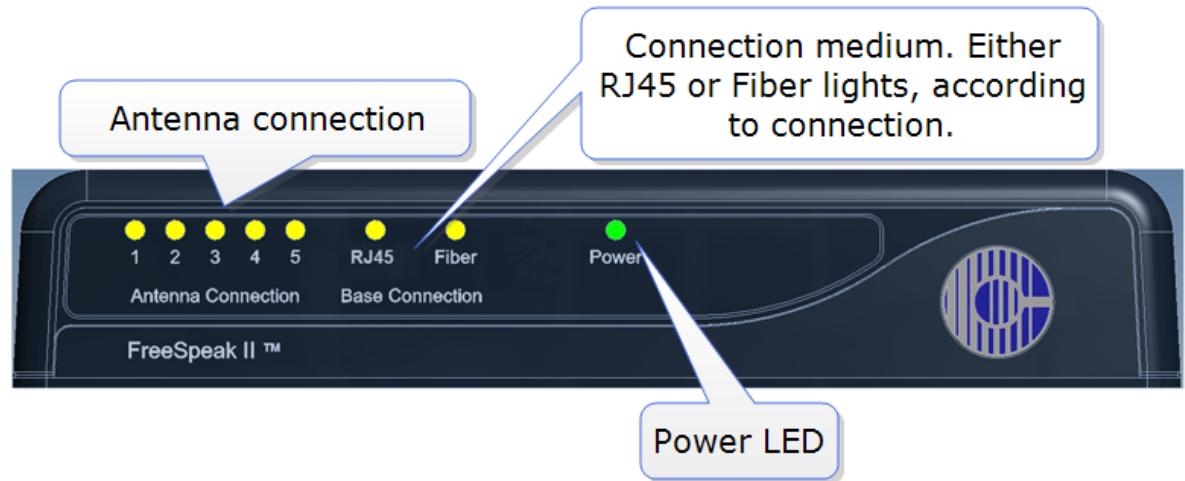 Connection medium. Either
RJ45 or Fiber lights, according
to connection.
Antenna connection
1 2 3 4 5 RJ45 Fiber Power
Antenna Connection Base Connection
FreeSpeak II ™
Power LED